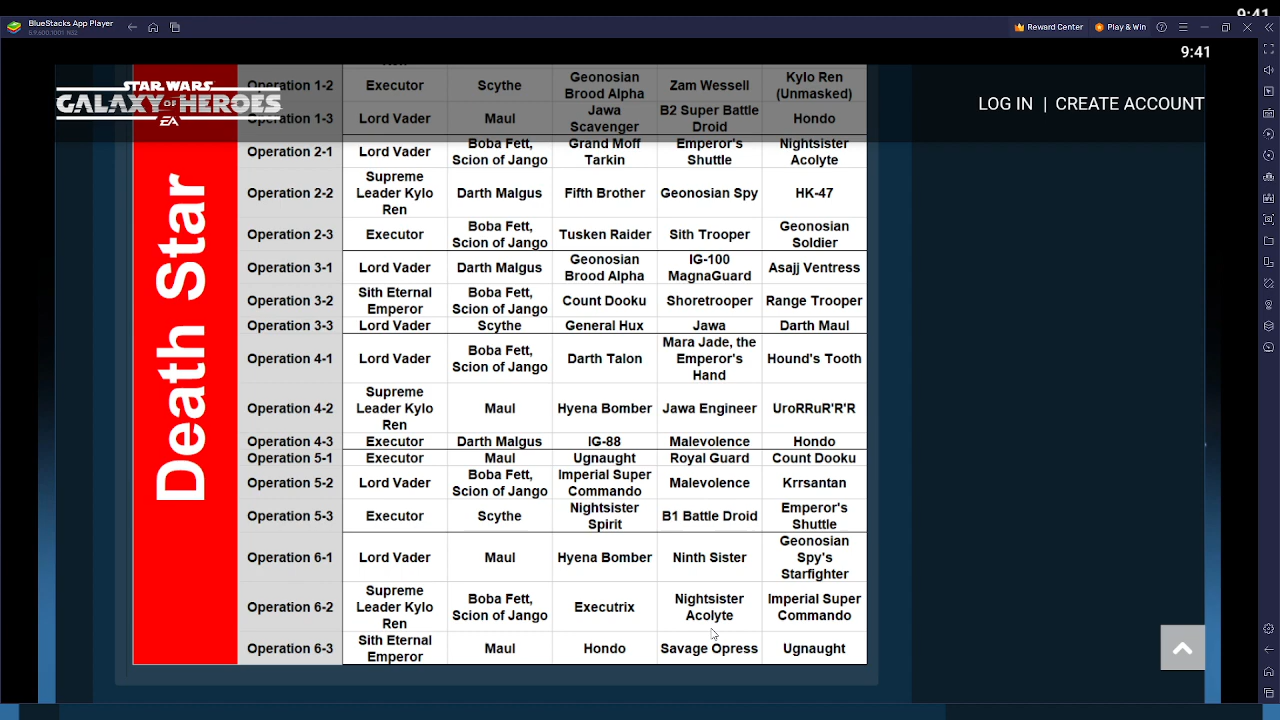 9:41
BlueStacks App Player
5.9.600.1001 N32
Reward Center
Play & Win
9:41
STAR WARS
GALAXY OF HEROES
EA
LOG IN | CREATE ACCOUNT
Death Star
Operation 1-2 Executor Scythe Geonosian Brood Alpha Zam Wessell Kylo Ren (Unmasked)
Operation 1-3 Lord Vader Maul Jawa Scavenger B2 Super Battle Droid Hondo
Operation 2-1 Lord Vader Boba Fett, Scion of Jango Grand Moff Tarkin Emperor's Shuttle Nightsister Acolyte
Operation 2-2 Supreme Leader Kylo Ren Darth Malgus Fifth Brother Geonosian Spy HK-47
Operation 2-3 Executor Boba Fett, Scion of Jango Tusken Raider Sith Trooper Geonosian Soldier
Operation 3-1 Lord Vader Darth Malgus Geonosian Brood Alpha IG-100 MagnaGuard Asajj Ventress
Operation 3-2 Sith Eternal Emperor Boba Fett, Scion of Jango Count Dooku Shoretrooper Range Trooper
Operation 3-3 Lord Vader Scythe General Hux Jawa Darth Maul
Operation 4-1 Lord Vader Boba Fett, Scion of Jango Darth Talon Mara Jade, the Emperor's Hand Hound's Tooth
Operation 4-2 Supreme Leader Kylo Ren Maul Hyena Bomber Jawa Engineer UroRRuR'R'R
Operation 4-3 Executor Darth Malgus IG-88 Malevolence Hondo
Operation 5-1 Executor Maul Ugnaught Royal Guard Count Dooku
Operation 5-2 Lord Vader Boba Fett, Scion of Jango Imperial Super Commando Malevolence Krrsantan
Operation 5-3 Executor Scythe Nightsister Spirit B1 Battle Droid Emperor's Shuttle
Operation 6-1 Lord Vader Maul Hyena Bomber Ninth Sister Geonosian Spy's Starfighter
Operation 6-2 Supreme Leader Kylo Ren Boba Fett, Scion of Jango Executrix Nightsister Acolyte Imperial Super Commando
Operation 6-3 Sith Eternal Emperor Maul Hondo Savage Opress Ugnaught